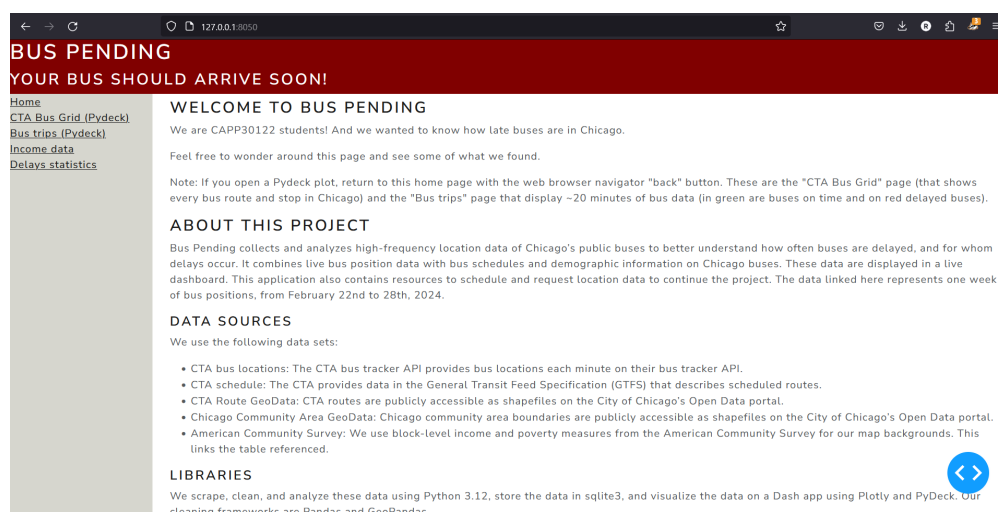 127.0.0.1:8050
BUS PENDING
YOUR BUS SHOULD ARRIVE SOON!
Home
CTA Bus Grid (Pydeck)
Bus trips (Pydeck)
Income data
Delays statistics
WELCOME TO BUS PENDING
We are CAPP30122 students! And we wanted to know how late buses are in Chicago.
Feel free to wonder around this page and see some of what we found.
Note: If you open a Pydeck plot, return to this home page with the web browser navigator "back" button. These are the "CTA Bus Grid" page (that shows
every bus route and stop in Chicago) and the "Bus trips" page that display ~20 minutes of bus data (in green are buses on time and on red delayed buses).
ABOUT THIS PROJECT
Bus Pending collects and analyzes high-frequency location data of Chicago's public buses to better understand how often buses are delayed, and for whom
delays occur. It combines live bus position data with bus schedules and demographic information on Chicago buses. These data are displayed in a live
dashboard. This application also contains resources to schedule and request location data to continue the project. The data linked here represents one week
of bus positions, from February 22nd to 28th, 2024.
DATA SOURCES
We use the following data sets:
• CTA bus locations: The CTA bus tracker API provides bus locations each minute on their bus tracker API.
• CTA schedule: The CTA provides data in the General Transit Feed Specification (GTFS) that describes scheduled routes.
• CTA Route GeoData: CTA routes are publicly accessible as shapefiles on the City of Chicago's Open Data portal.
• Chicago Community Area GeoData: Chicago community area boundaries are publicly accessible as shapefiles on the City of Chicago's Open Data portal.
• American Community Survey: We use block-level income and poverty measures from the American Community Survey for our map backgrounds. This
links the table referenced.
LIBRARIES
We scrape, clean, and analyze these data using Python 3.12, store the data in sqlite3, and visualize the data on a Dash app using Plotly and PyDeck. Our
cleaning frameworks are Pandas and GeoPandas.